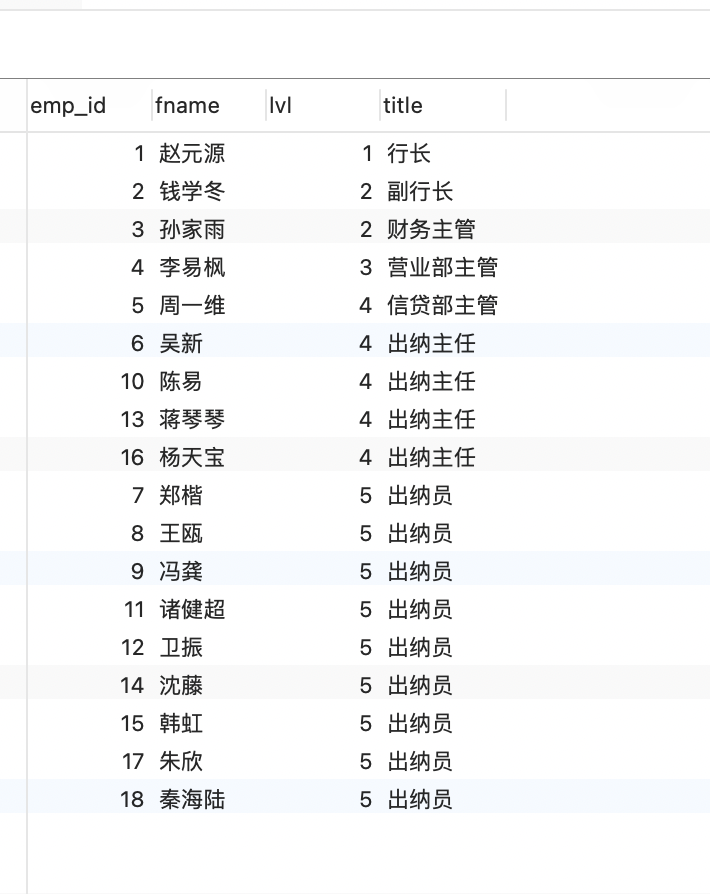 emp_id fname lvl title
1 赵元源 1 行长
2 钱学冬 2 副行长
3 孙家雨 2 财务主管
4 李易枫 3 营业部主管
5 周一维 4 信贷部主管
6 吴新 4 出纳主任
10 陈易 4 出纳主任
13 蒋琴琴 4 出纳主任
16 杨天宝 4 出纳主任
7 郑楷 5 出纳员
8 王瓯 5 出纳员
9 冯龚 5 出纳员
11 诸健超 5 出纳员
12 卫振 5 出纳员
14 沈藤 5 出纳员
15 韩虹 5 出纳员
17 朱欣 5 出纳员
18 秦海陆 5 出纳员